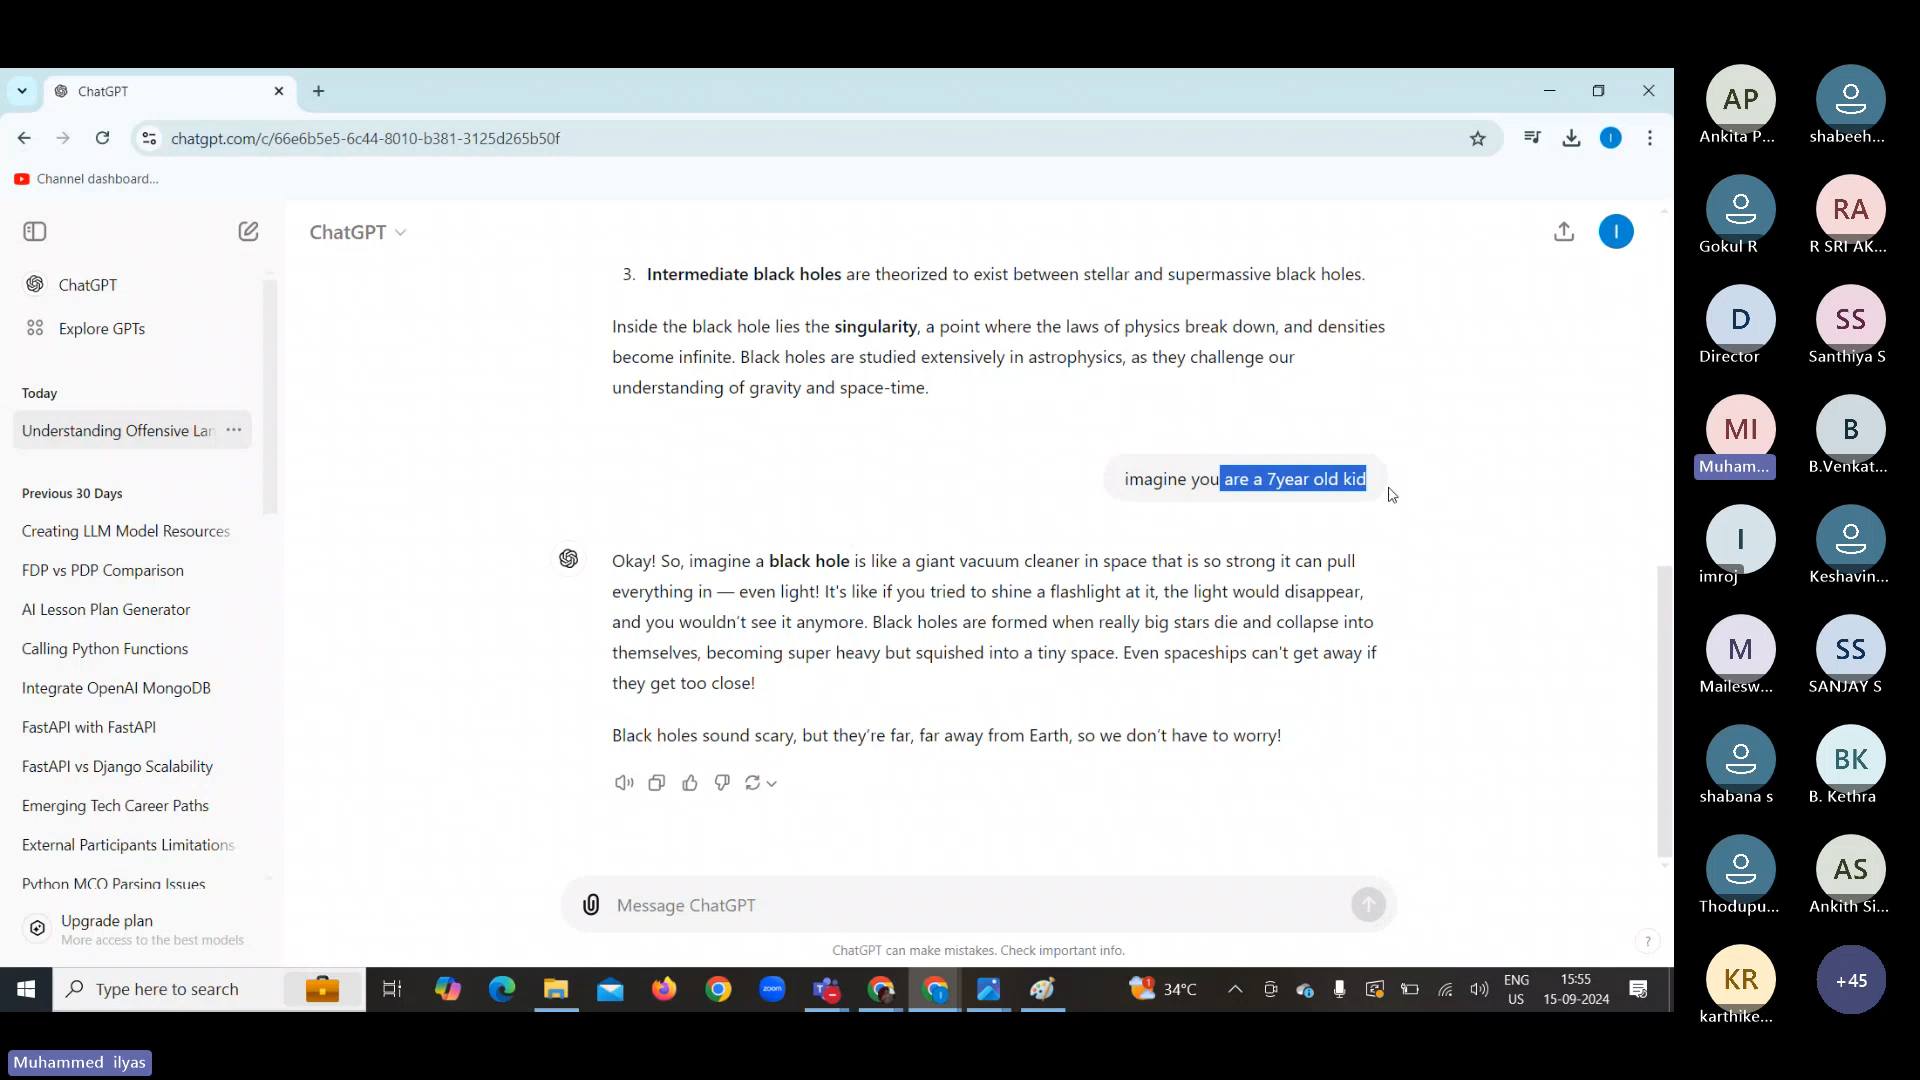 ChatGPT
chatgpt.com/c/66e6b5e5-6c44-8010-b381-3125d265b50f
I
Channel dashboard...
ChatGPT
I
ChatGPT
Explore GPTs
Today
Understanding Offensive Lan
Previous 30 Days
Creating LLM Model Resources
FDP vs PDP Comparison
AI Lesson Plan Generator
Calling Python Functions
Integrate OpenAI MongoDB
FastAPI with FastAPI
FastAPI vs Django Scalability
Emerging Tech Career Paths
External Participants Limitations
Python MCQ Parsing Issues
Upgrade plan
More access to the best models
3. Intermediate black holes are theorized to exist between stellar and supermassive black holes.
Inside the black hole lies the singularity, a point where the laws of physics break down, and densities
become infinite. Black holes are studied extensively in astrophysics, as they challenge our
understanding of gravity and space-time.
imagine you are a 7year old kid
Okay! So, imagine a black hole is like a giant vacuum cleaner in space that is so strong it can pull
everything in — even light! It's like if you tried to shine a flashlight at it, the light would disappear,
and you wouldn't see it anymore. Black holes are formed when really big stars die and collapse into
themselves, becoming super heavy but squished into a tiny space. Even spaceships can't get away if
they get too close!
Black holes sound scary, but they're far, far away from Earth, so we don't have to worry!
Message ChatGPT
ChatGPT can make mistakes. Check important info.
?
Type here to search
zoom
34°C
ENG
US
15:55
15-09-2024
AP
Ankita P...
shabeeh...
Gokul R
RA
R SRI AK...
D
Director
SS
Santhiya S
MI
Muham...
B
B.Venkat...
I
imroj
Keshavin...
M
Mailesw...
SS
SANJAY S
shabana s
BK
B. Kethra
Thodupu...
AS
Ankith Si...
KR
karthike...
+45
Muhammed ilyas